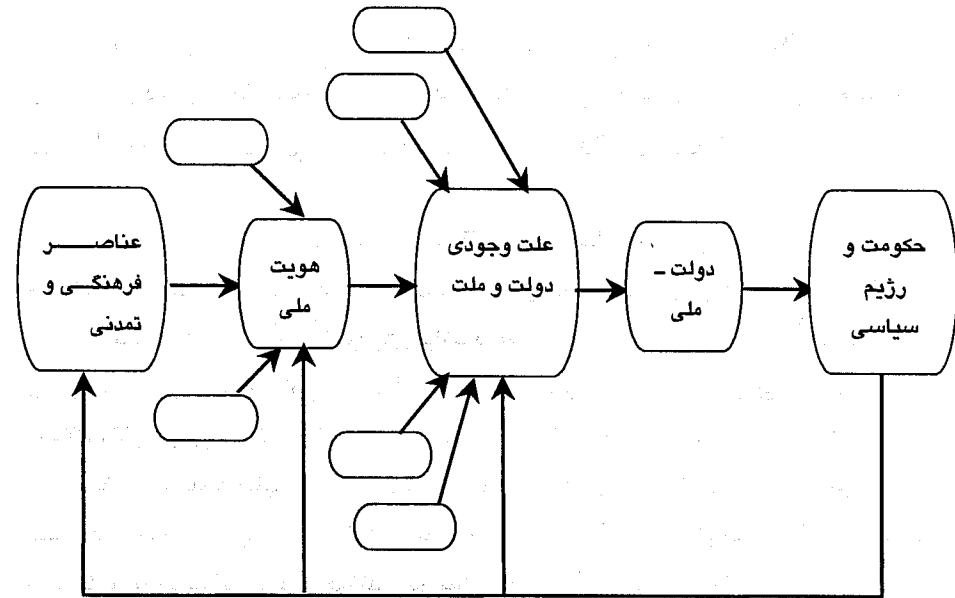 عناصر
فرهنگی و
تمدنی
هویت
ملی
علت وجودی
دولت و ملت
دولت -
ملی
حکومت و
رژیم
سیاسی